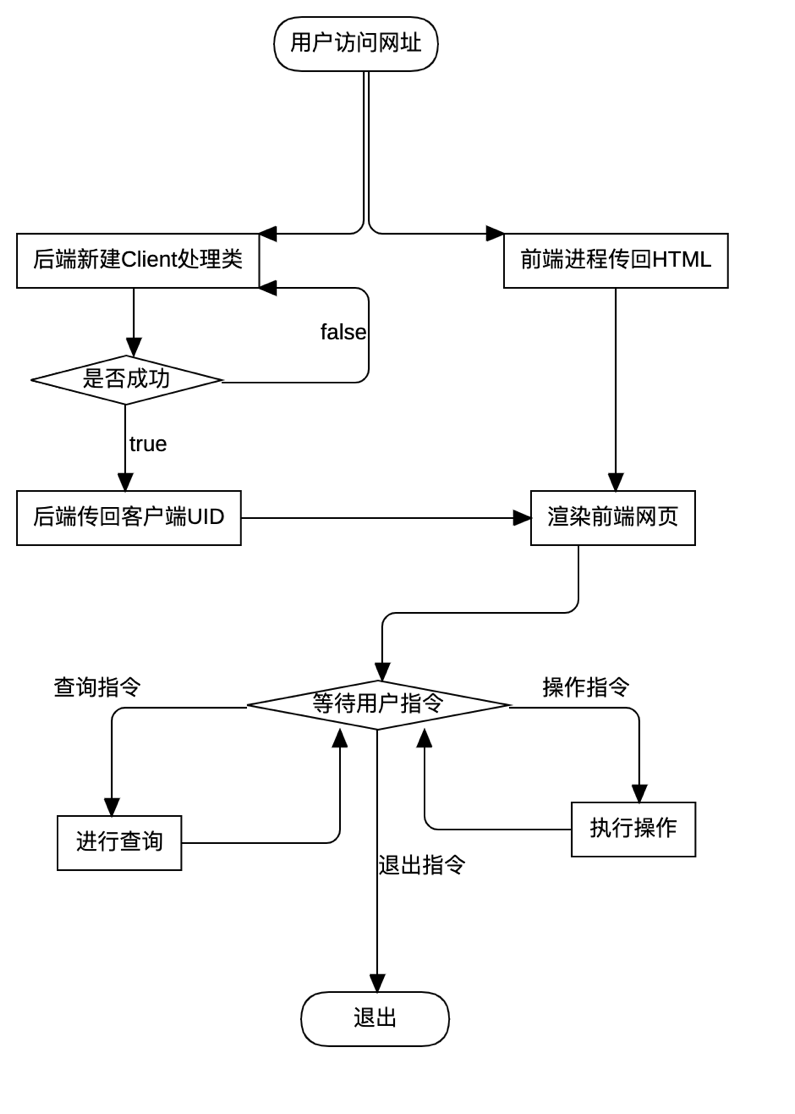 用户访问网址
后端新建Client处理类
前端进程传回HTML
false
是否成功
true
后端传回客户端UID
渲染前端网页
查询指令
等待用户指令
操作指令
进行查询
执行操作
退出指令
退出